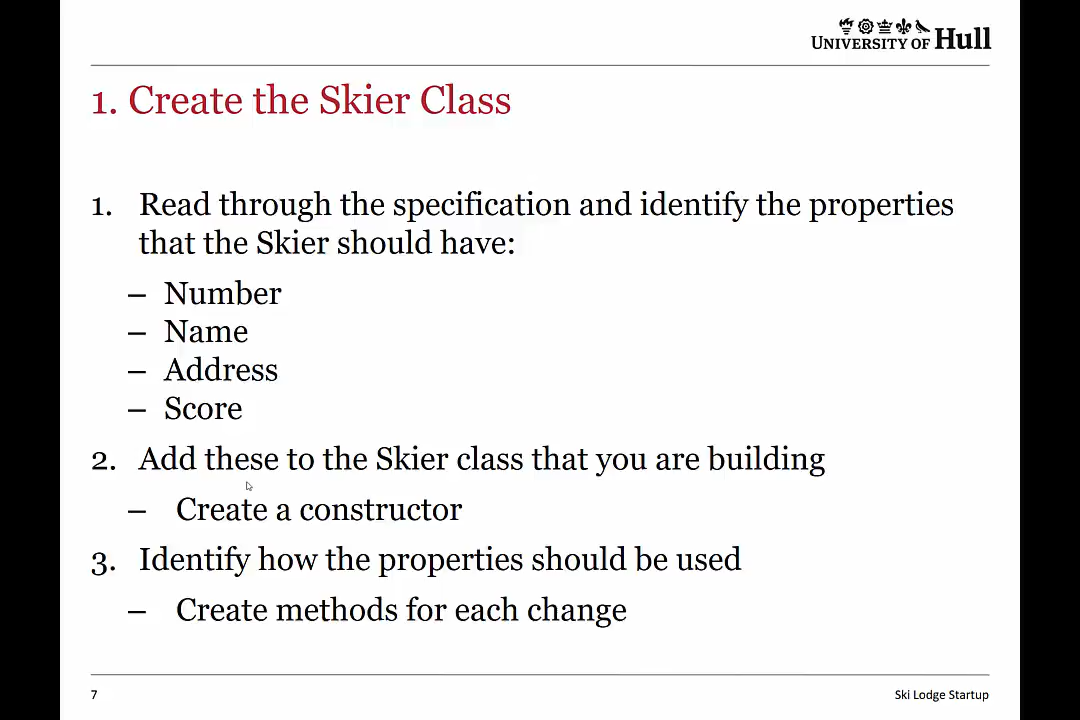 UNIVERSITY OF Hull
1. Create the Skier Class
1. Read through the specification and identify the properties
that the Skier should have:
– Number
– Name
– Address
– Score
2. Add these to the Skier class that you are building
– Create a constructor
3. Identify how the properties should be used
– Create methods for each change
7
Ski Lodge Startup